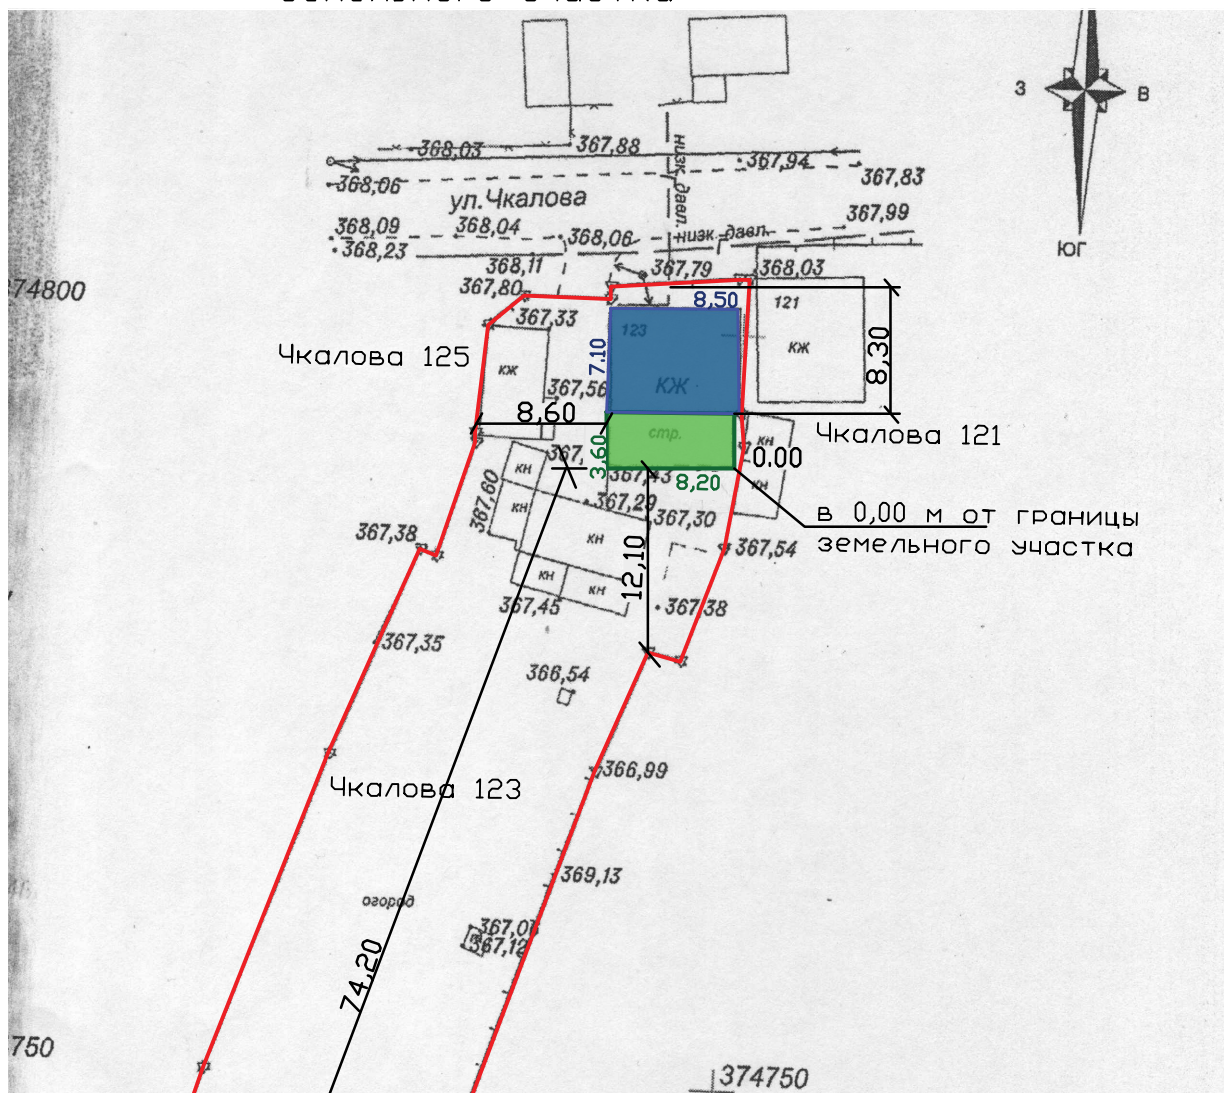 З
В
ЮГ
368,03
367,88
367,94
367,83
368,06
ул.Чкалова
низк. давл.
367,99
368,09
368,04
368,06
низк. давл.
368,23
368,11
367,79
368,03
367,80
8,50
121
367,33
123
7.10
8,30
Чкалова 125
кж
КЖ
кж
367,56
8,60
стр.
Чкалова 121
кн
367,
3,60
367,43
8,20
0.00
кн
кн
367,60
кн
367,29
367,30
в 0,00 м от границы
земельного участка
367,38
кн
367,54
12,10
кн
кн
367,45
367,38
367,35
366,54
366,99
Чкалова 123
369,13
огород
367,12
74,20
750
374750
74800